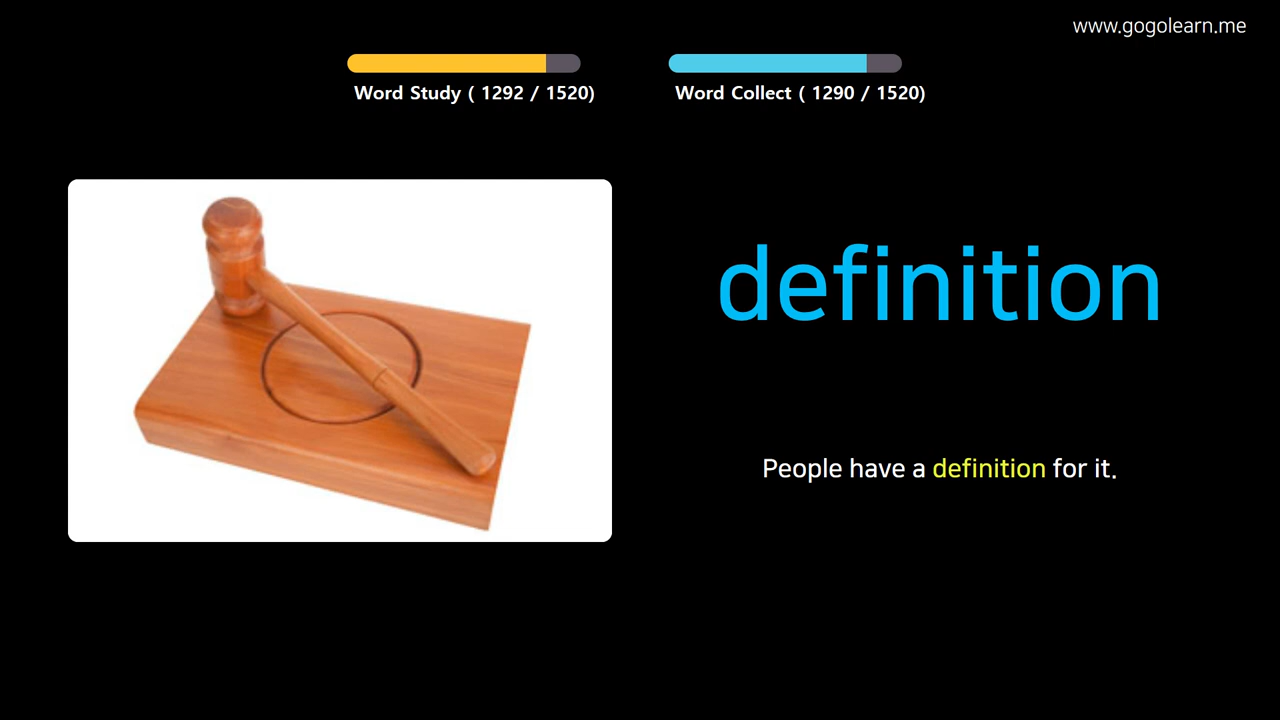 www.gogolearn.me
Word Study ( 1292 / 1520)
Word Collect ( 1290 / 1520)
definition
People have a definition for it.